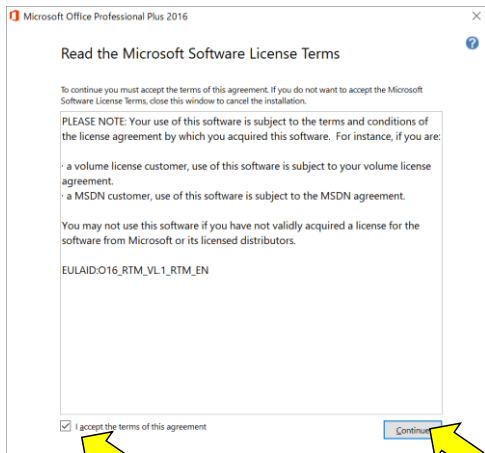 Microsoft Office Professional Plus 2016
Read the Microsoft Software License Terms
To continue you must accept the terms of this agreement. If you do not want to accept the Microsoft
Software License Terms, close this window to cancel the installation.
PLEASE NOTE: Your use of this software is subject to the terms and conditions of
the license agreement by which you acquired this software.  For instance, if you are:
· a volume license customer, use of this software is subject to your volume license
agreement.
· a MSDN customer, use of this software is subject to the MSDN agreement.
You may not use this software if you have not validly acquired a license for the
software from Microsoft or its licensed distributors.
EULAID:O16_RTM_VL.1_RTM_EN
I accept the terms of this agreement
Continue